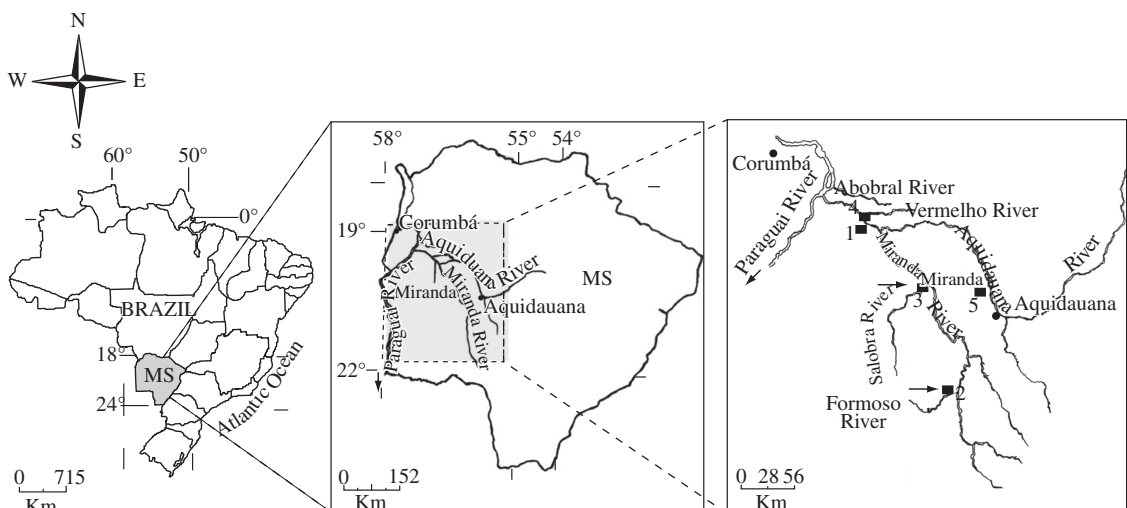 N
W E
S
60° 50°
0°
BRAZIL
18°
MS
24°
Atlantic Ocean
0 715
Km
58° 55° 54°
19°
Corumbá
Aquiduana River
MS
Miranda
Aquidauana
Miranda River
Paraguai River
22°
0 152
Km
Corumbá
Abobral River
4 Vermelho River
1
Paraguai River
Miranda River
Aquidauana River
Miranda
3
5
Aquidauana
Salobra River
Formoso
River
2
0 28 56
Km